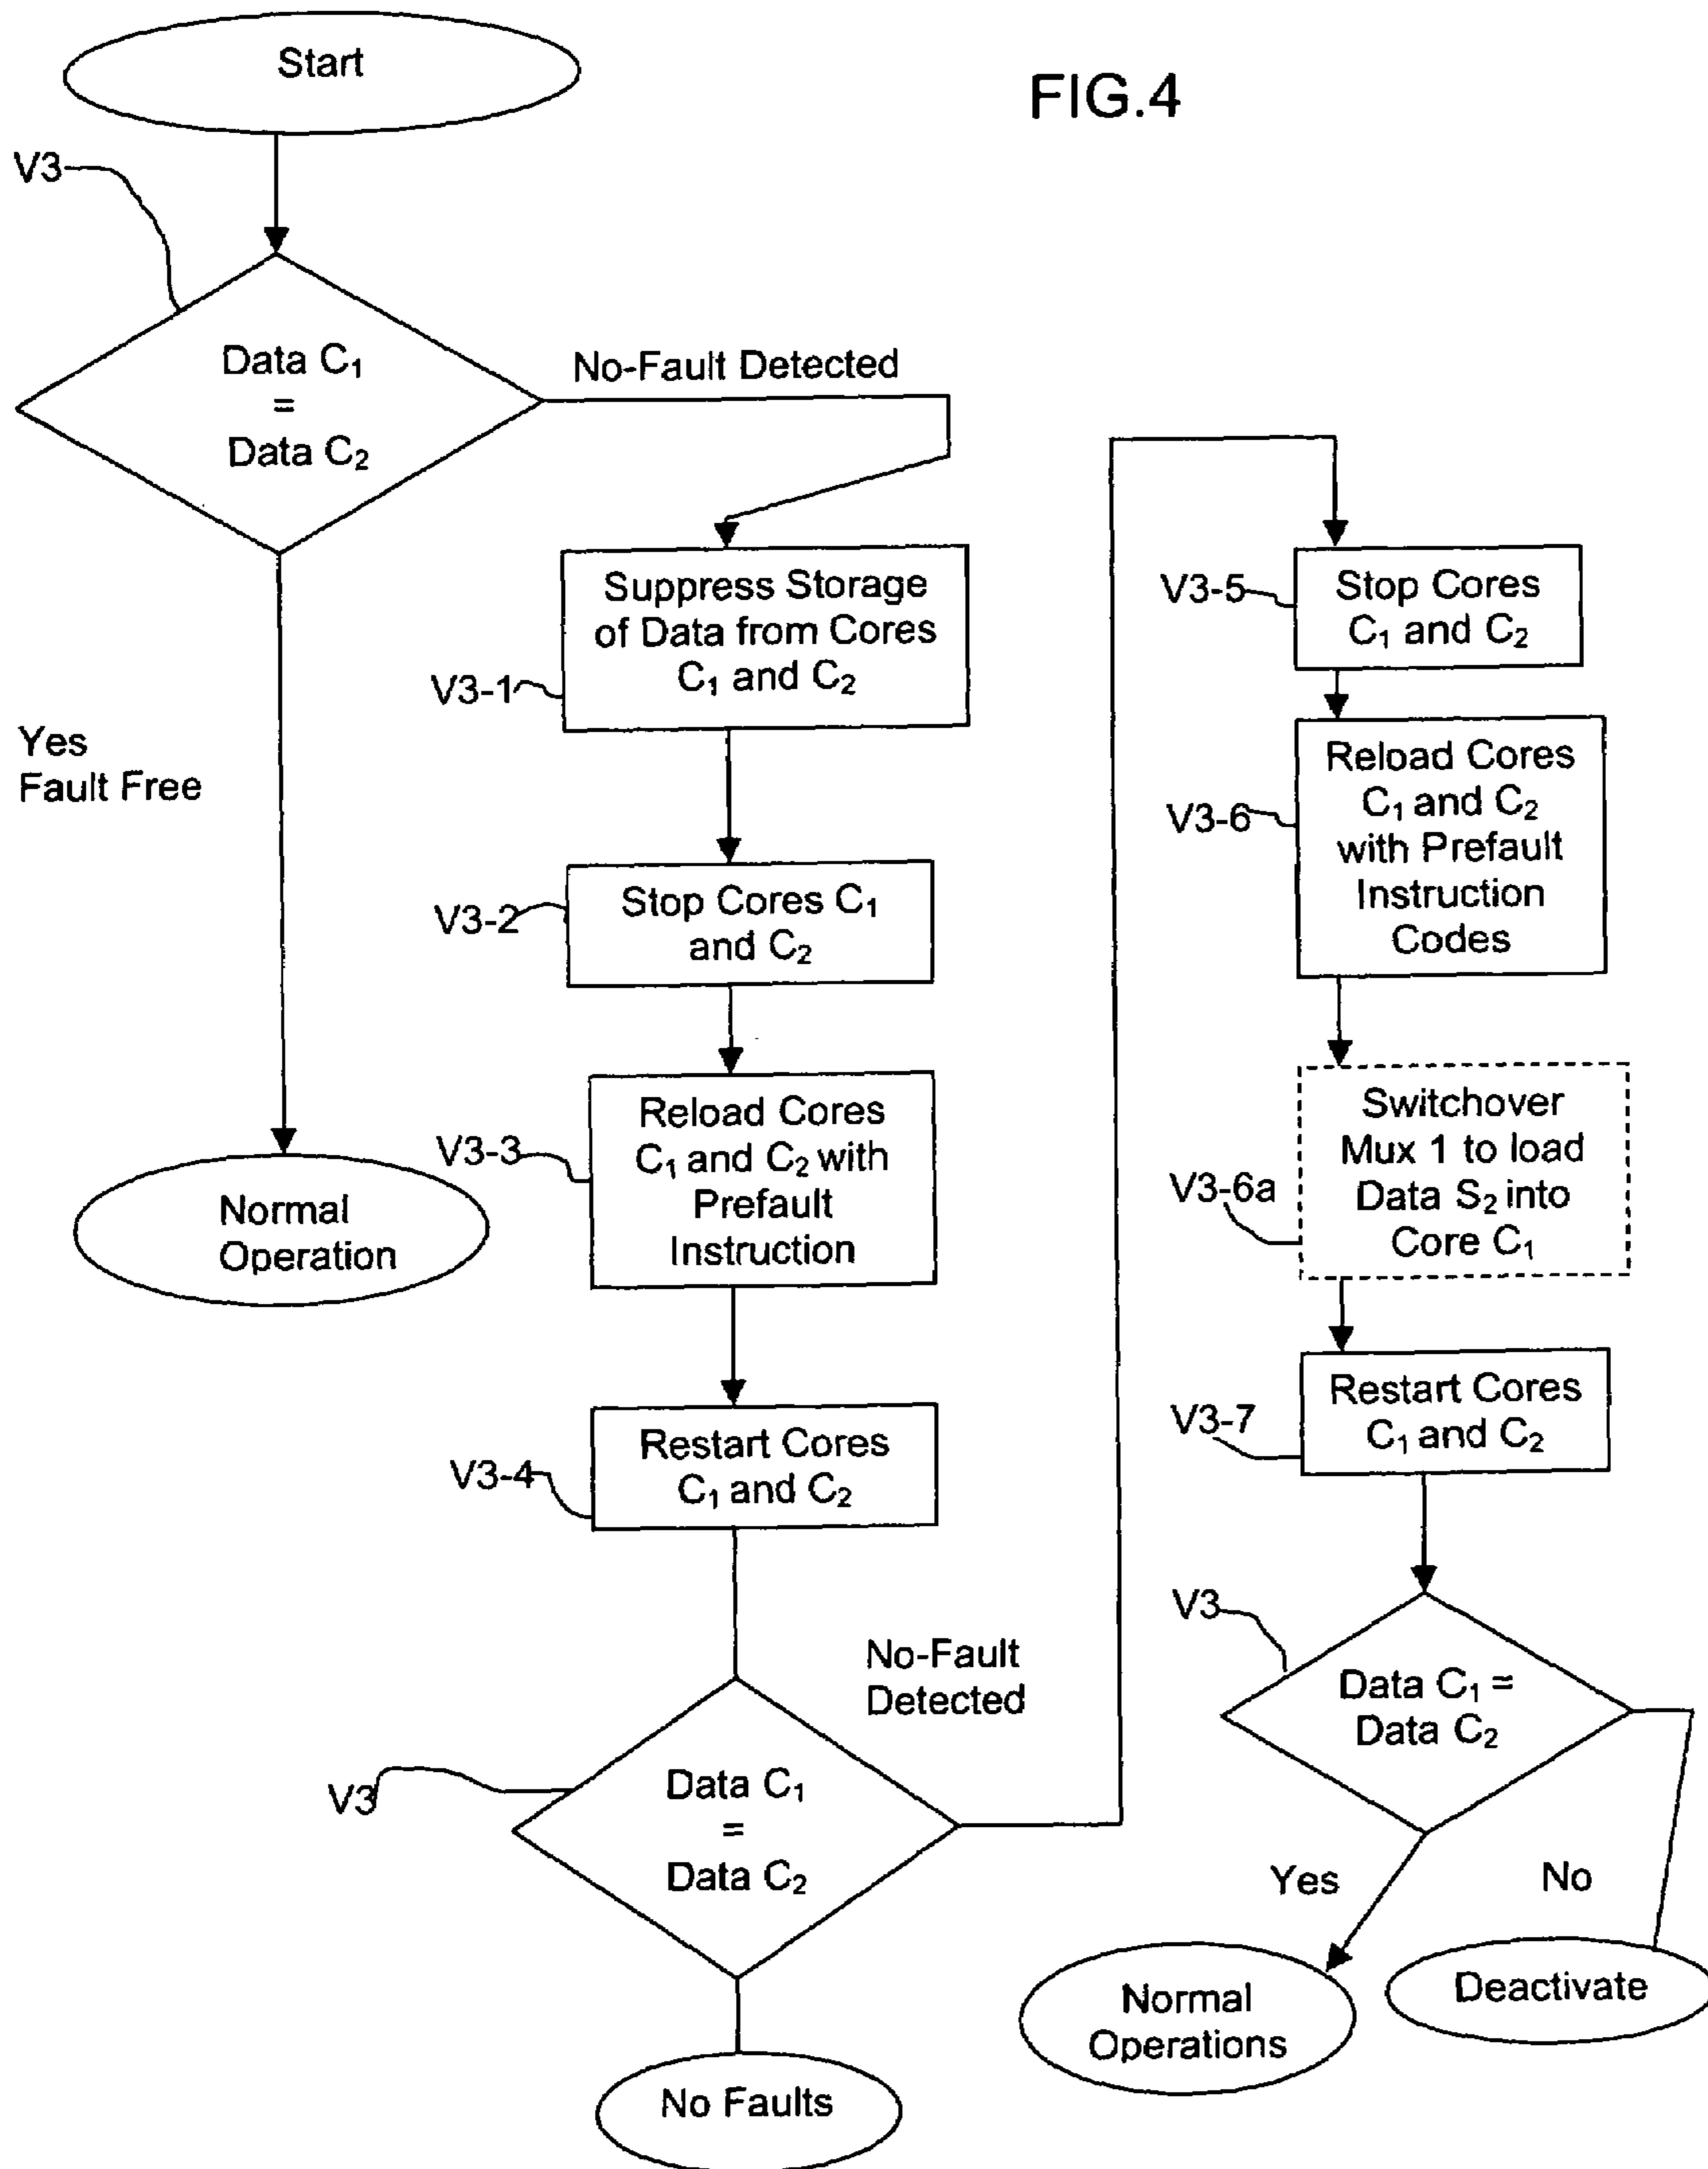 FIG.4
Start
V3
Data C₁
=
Data C₂
No-Fault Detected
Yes
Fault Free
Normal
Operation
Suppress Storage
of Data from Cores
C₁ and C₂
V3-1
Stop Cores C₁
and C₂
V3-2
Reload Cores
C₁ and C₂ with
Prefault
Instruction
V3-3
Restart Cores
C₁ and C₂
V3-4
No-Fault
Detected
V3
Data C₁
=
Data C₂
No Faults
Stop Cores
C₁ and C₂
V3-5
Reload Cores
C₁ and C₂
with Prefault
Instruction
Codes
V3-6
Switchover
Mux 1 to load
Data S₂ into
Core C₁
V3-6a
Restart Cores
C₁ and C₂
V3-7
V3
Data C₁ =
Data C₂
Yes
No
Normal
Operations
Deactivate